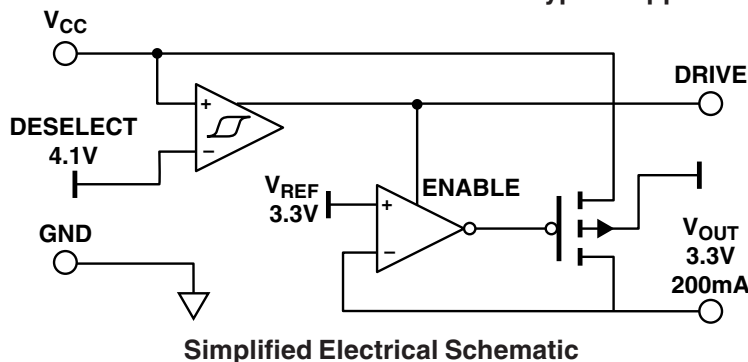 VCC
DRIVE
DESELECT
4.1V
+
−
VREF
3.3V
ENABLE
+
−
GND
VOUT
3.3V
200mA
Simplified Electrical Schematic